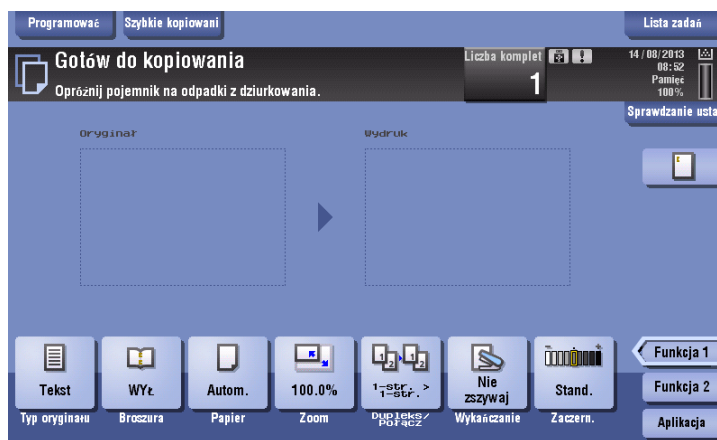 Programować
Szybkie kopiowani
Lista zadań
Gotów do kopiowania
Liczba komplet
1
14/08/2013
08:52
Pamięć
100%
Opróżnij pojemnik na odpadki z dziurkowania.
Sprawdzanie usta
Oryginał
Wydruk
Tekst
WYŁ
Autom.
100.0%
1-str. >
1-str.
Nie
zszywaj
Stand.
Typ oryginału
Broszura
Papier
Zoom
Dupleks/
Połącz
Wykańczanie
Zaczern.
Funkcja 1
Funkcja 2
Aplikacja